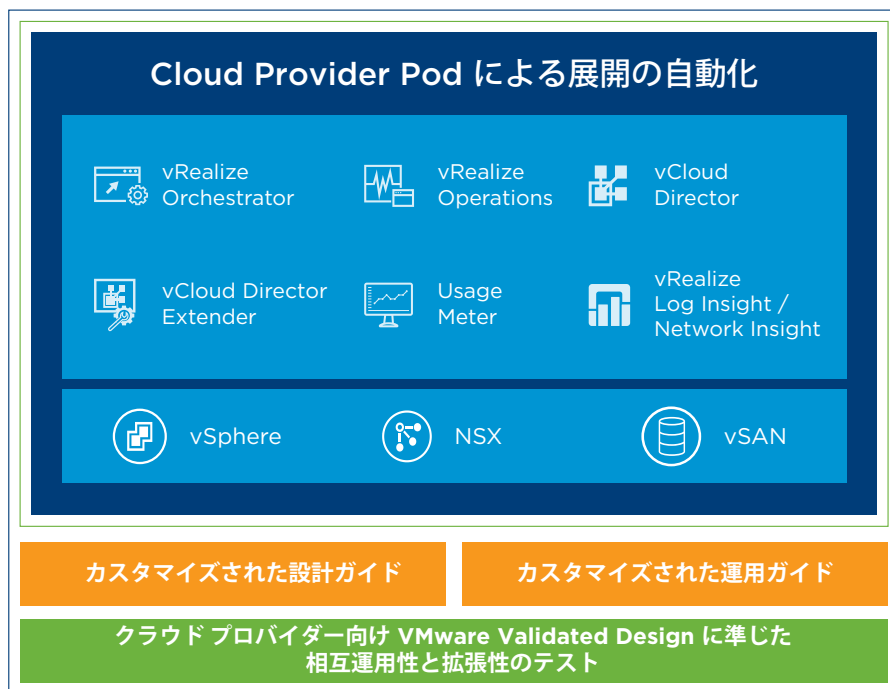 Cloud Provider Pod による展開の自動化
vRealize
Orchestrator
vRealize
Operations
vCloud
Director
vCloud Director
Extender
Usage
Meter
vRealize
Log Insight /
Network Insight
vSphere
NSX
vSAN
カスタマイズされた設計ガイド
カスタマイズされた運用ガイド
クラウド プロバイダー向け VMware Validated Design に準じた
相互運用性と拡張性のテスト